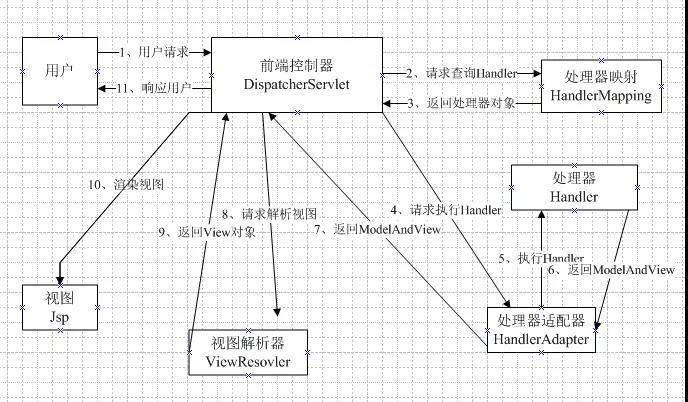 用户
1、用户请求
11、响应用户
前端控制器
DispatcherServlet
2、请求查询Handler
3、返回处理器对象
处理器映射
HandlerMapping
10、渲染视图
9、返回View对象
8、请求解析视图
7、返回ModelAndView
4、请求执行Handler
处理器
Handler
5、执行Handler
6、返回ModelAndView
视图
Jsp
视图解析器
ViewResovler
处理器适配器
HandlerAdapter